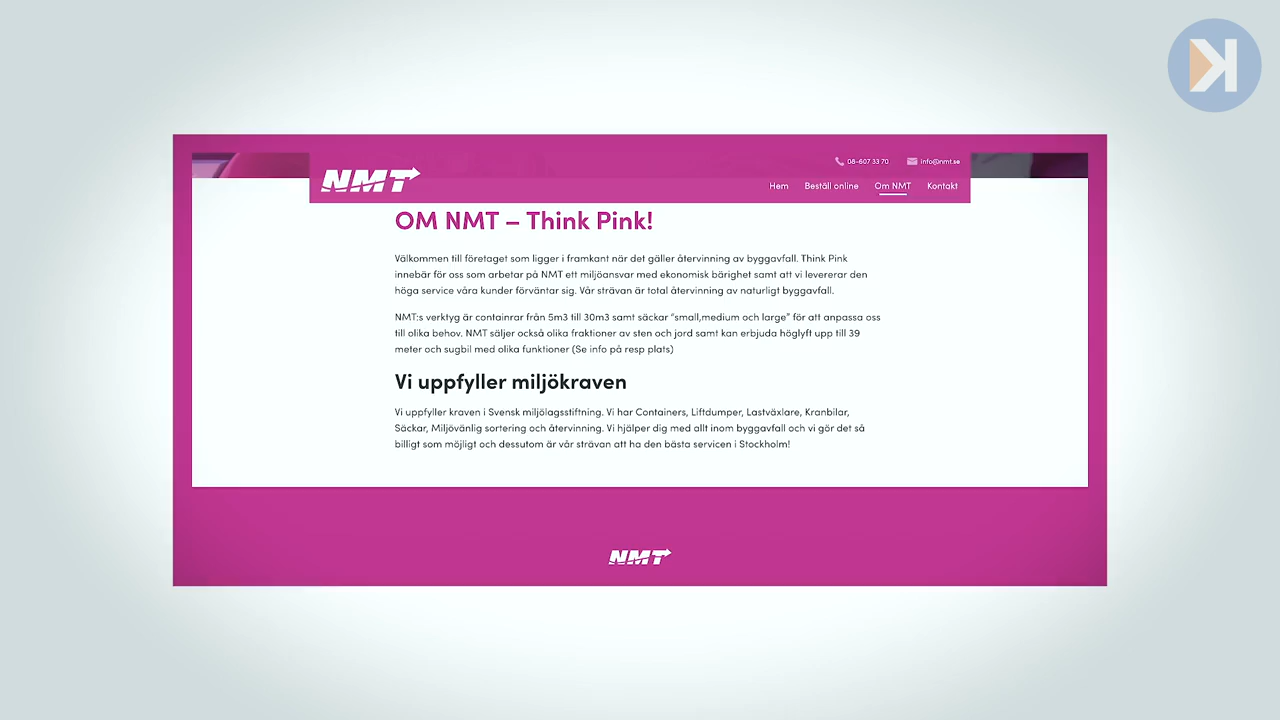 08-607 33 70 info@nmt.se
NMT
Hem Beställ online Om NMT Kontakt
OM NMT – Think Pink!
Välkommen till företaget som ligger i framkant när det gäller återvinning av byggavfall. Think Pink
innebär för oss som arbetar på NMT ett miljöansvar med ekonomisk bärighet samt att vi levererar den
höga service våra kunder förväntar sig. Vår strävan är total återvinning av naturligt byggavfall.
NMT:s verktyg är containrar från 5m3 till 30m3 samt säckar “small,medium och large” för att anpassa oss
till olika behov. NMT säljer också olika fraktioner av sten och jord samt kan erbjuda höglyft upp till 39
meter och sugbil med olika funktioner (Se info på resp plats)
Vi uppfyller miljökraven
Vi uppfyller kraven i Svensk miljölagsstiftning. Vi har Containers, Liftdumper, Lastväxlare, Kranbilar,
Säckar, Miljövänlig sortering och återvinning. Vi hjälper dig med allt inom byggavfall och vi gör det så
billigt som möjligt och dessutom är vår strävan att ha den bästa servicen i Stockholm!
NMT